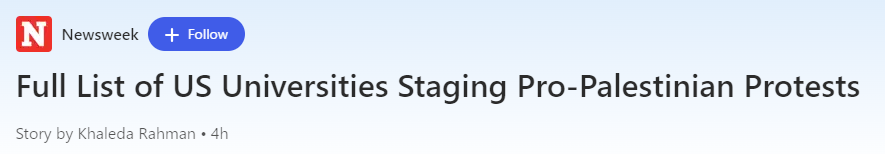 N Newsweek + Follow
Full List of US Universities Staging Pro-Palestinian Protests
Story by Khaleda Rahman • 4h